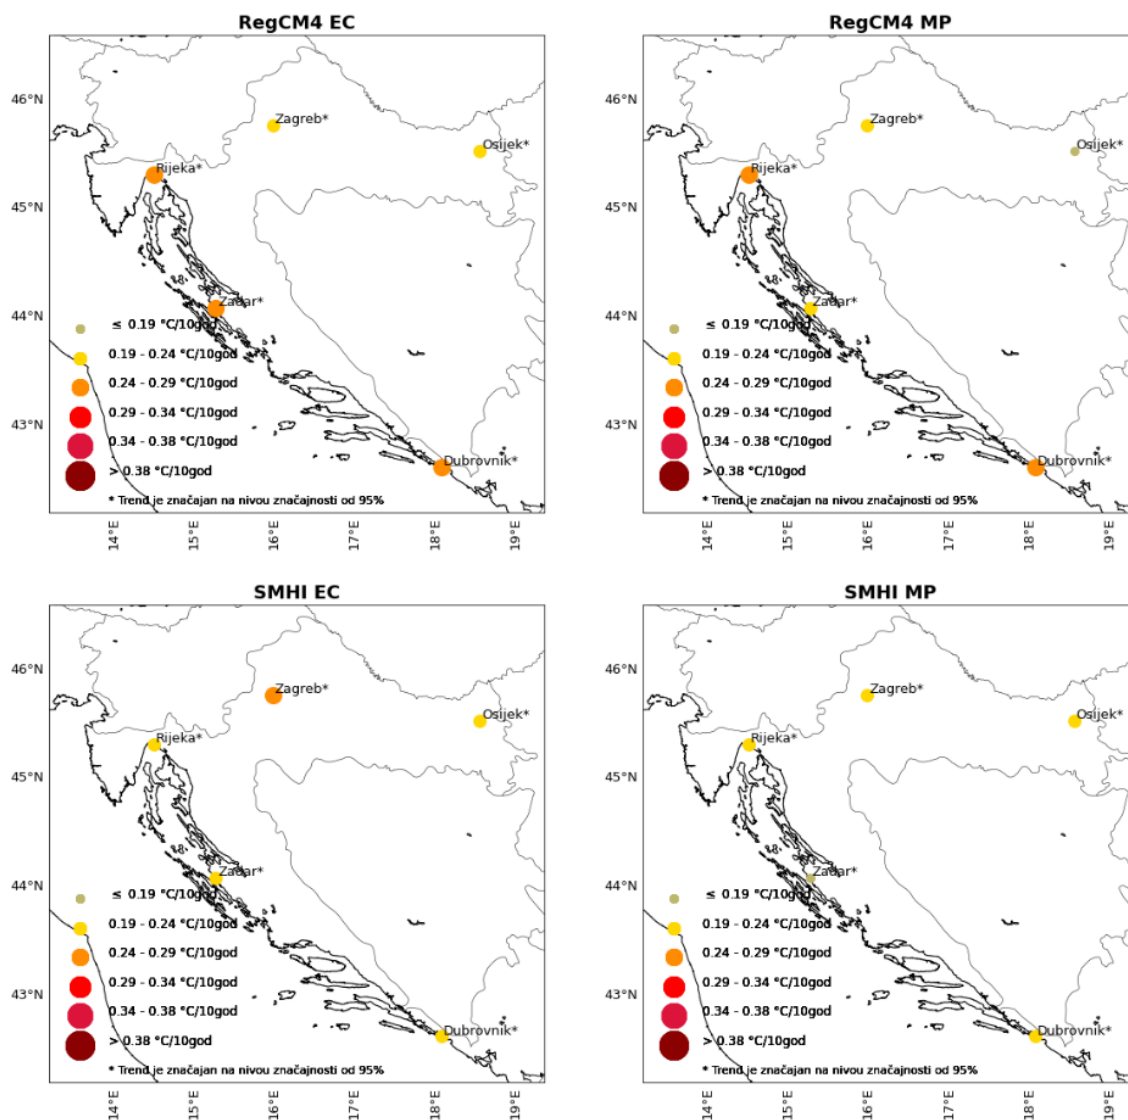 RegCM4 EC
46°N
45°N
44°N
43°N
Zagreb*
Osijek*
Rijeka*
Zadar*
Dubrovnik*
≤ 0.19 °C/10god
0.19 - 0.24 °C/10god
0.24 - 0.29 °C/10god
0.29 - 0.34 °C/10god
0.34 - 0.38 °C/10god
> 0.38 °C/10god
* Trend je značajan na nivou značajnosti od 95%
14°E
15°E
16°E
17°E
18°E
19°E
RegCM4 MP
46°N
45°N
44°N
43°N
Zagreb*
Osijek*
Rijeka*
Zadar*
Dubrovnik*
≤ 0.19 °C/10god
0.19 - 0.24 °C/10god
0.24 - 0.29 °C/10god
0.29 - 0.34 °C/10god
0.34 - 0.38 °C/10god
> 0.38 °C/10god
* Trend je značajan na nivou značajnosti od 95%
14°E
15°E
16°E
17°E
18°E
19°E
SMHI EC
46°N
45°N
44°N
43°N
Zagreb*
Osijek*
Rijeka*
Zadar*
Dubrovnik*
≤ 0.19 °C/10god
0.19 - 0.24 °C/10god
0.24 - 0.29 °C/10god
0.29 - 0.34 °C/10god
0.34 - 0.38 °C/10god
> 0.38 °C/10god
* Trend je značajan na nivou značajnosti od 95%
14°E
15°E
16°E
17°E
18°E
19°E
SMHI MP
46°N
45°N
44°N
43°N
Zagreb*
Osijek*
Rijeka*
Zadar*
Dubrovnik*
≤ 0.19 °C/10god
0.19 - 0.24 °C/10god
0.24 - 0.29 °C/10god
0.29 - 0.34 °C/10god
0.34 - 0.38 °C/10god
> 0.38 °C/10god
* Trend je značajan na nivou značajnosti od 95%
14°E
15°E
16°E
17°E
18°E
19°E